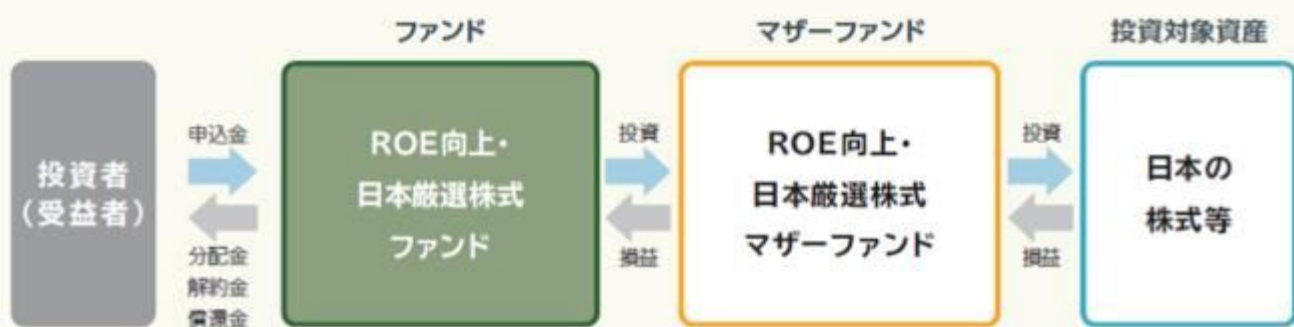 ファンド
マザーファンド
投資対象資産
投資者
（受益者）
申込金
分配金
解約金
償還金
ROE向上・
日本厳選株式
ファンド
投資
損益
ROE向上・
日本厳選株式
マザーファンド
投資
損益
日本の
株式等